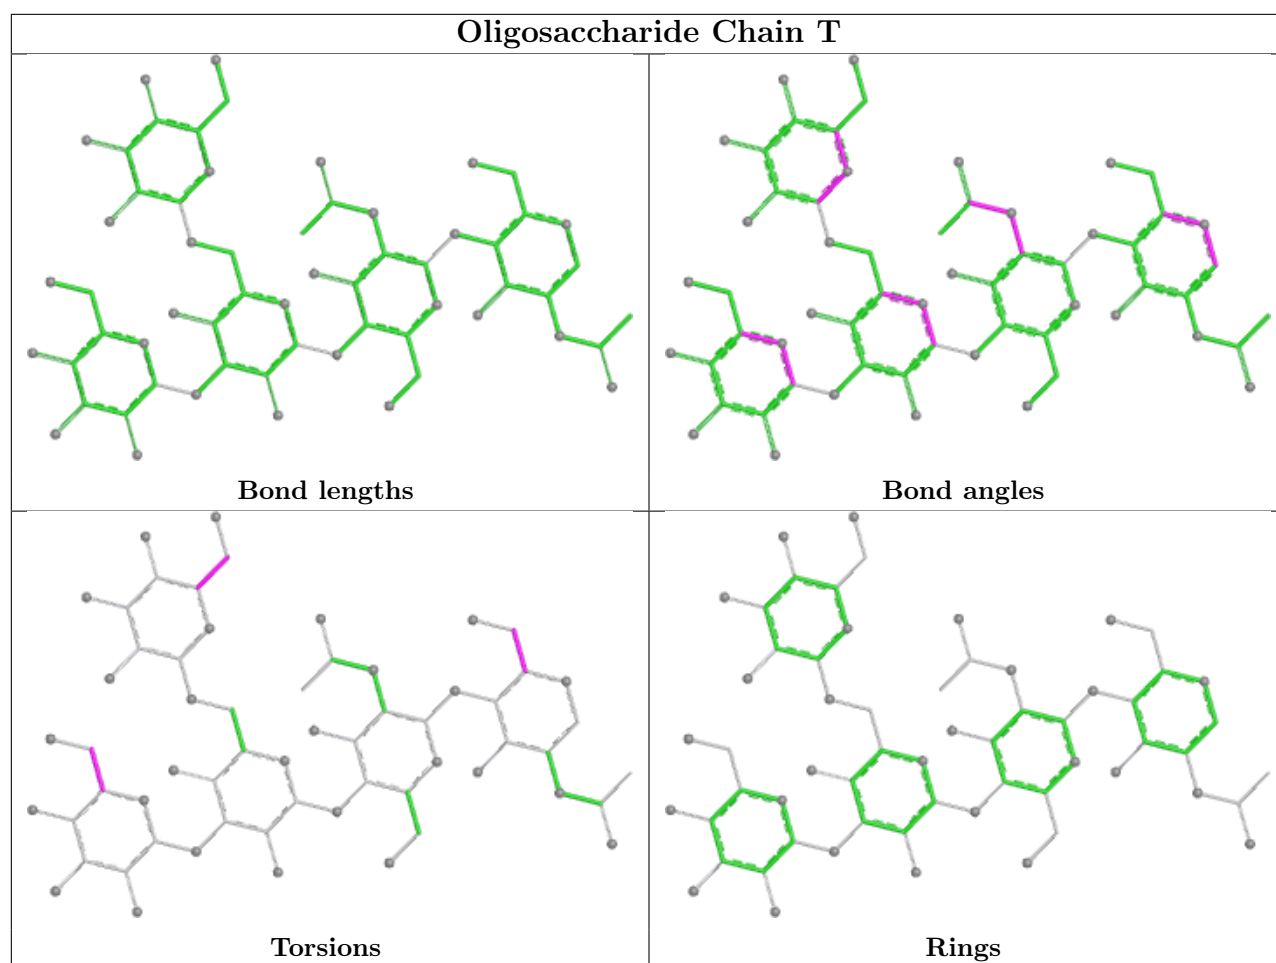 Oligosaccharide Chain T
Bond lengths
Bond angles
Torsions
Rings